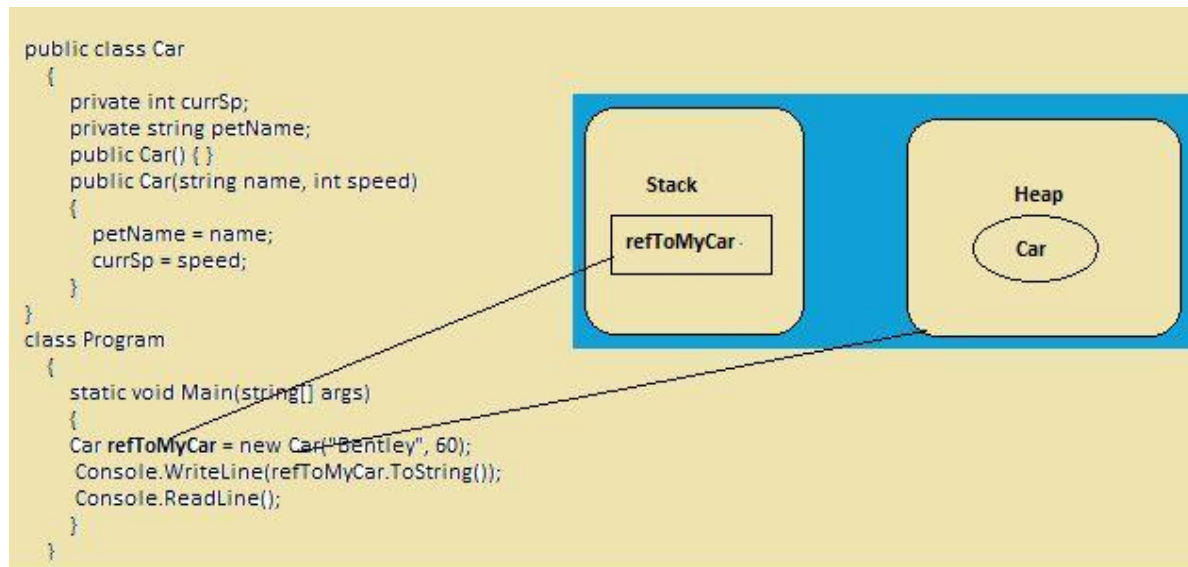 public class Car
{
private int currSp;
private string petName;
public Car() { }
public Car(string name, int speed)
{
petName = name;
currSp = speed;
}
}
class Program
{
static void Main(string[] args)
{
Car refToMyCar = new Car("Bentley", 60);
Console.WriteLine(refToMyCar.ToString());
Console.ReadLine();
}
}
Stack
refToMyCar
Heap
Car